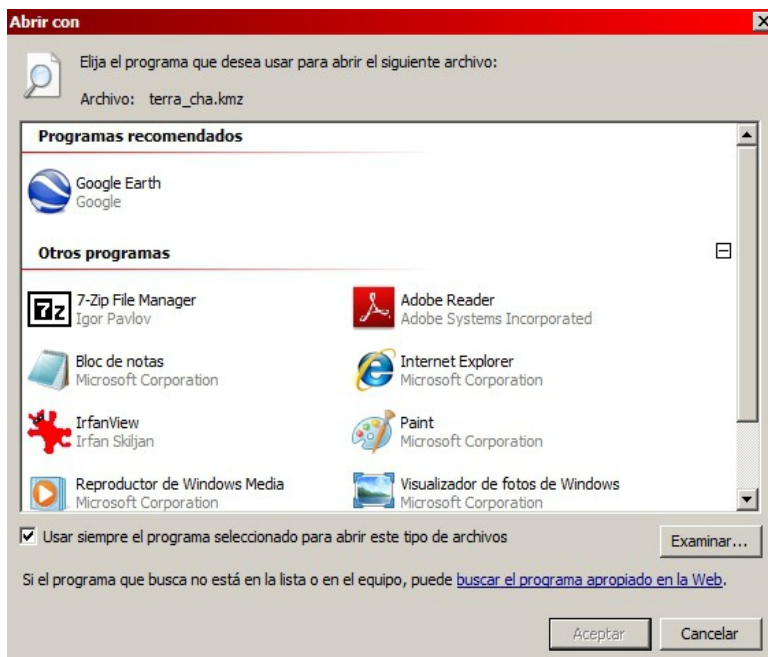 Abrir con
Elija el programa que desea usar para abrir el siguiente archivo:
Archivo: terra_cha.kmz
Programas recomendados
Google Earth
Google
Otros programas
7z
7-Zip File Manager
Igor Pavlov
Adobe Reader
Adobe Systems Incorporated
Bloc de notas
Microsoft Corporation
Internet Explorer
Microsoft Corporation
IrfanView
Irfan Skiljan
Paint
Microsoft Corporation
Reproductor de Windows Media
Microsoft Corporation
Visualizador de fotos de Windows
Microsoft Corporation
Usar siempre el programa seleccionado para abrir este tipo de archivos
Examinar...
Si el programa que busca no está en la lista o en el equipo, puede buscar el programa apropiado en la Web.
Aceptar
Cancelar